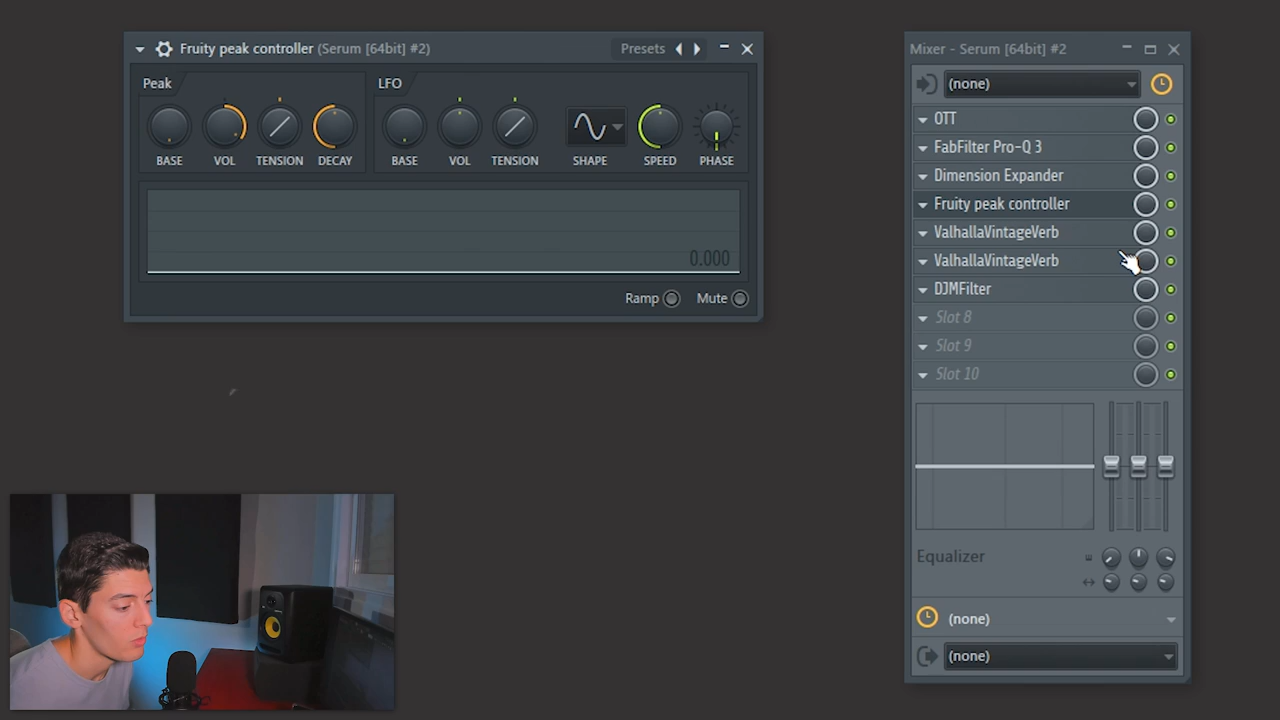 Fruity peak controller (Serum [64bit] #2) Presets
Peak LFO
BASE VOL TENSION DECAY BASE VOL TENSION SHAPE SPEED PHASE
0.000
Ramp Mute
Mixer - Serum [64bit] #2
(none)
OTT
FabFilter Pro-Q 3
Dimension Expander
Fruity peak controller
ValhallaVintageVerb
ValhallaVintageVerb
DJMFilter
Slot 8
Slot 9
Slot 10
Equalizer
(none)
(none)